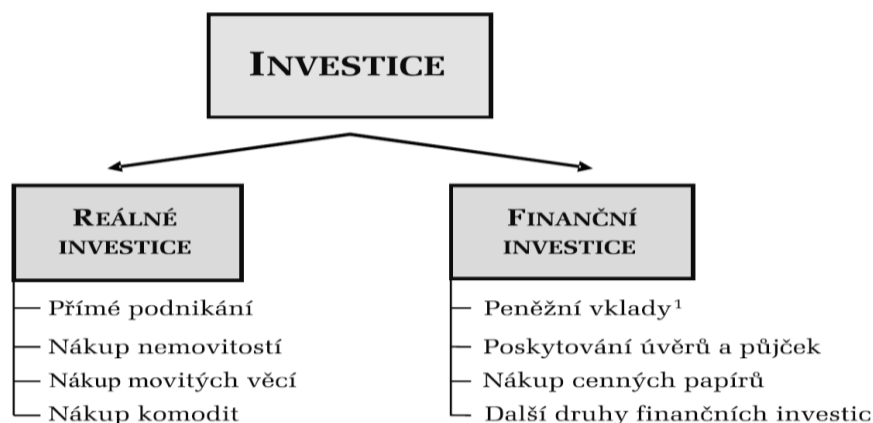 INVESTICE
REÁLNÉ
INVESTICE
Přímé podnikání
Nákup nemovitostí
Nákup movitých věcí
Nákup komodit
FINANČNÍ
INVESTICE
Peněžní vklady¹
Poskytování úvěrů a půjček
Nákup cenných papírů
Další druhy finančních investic